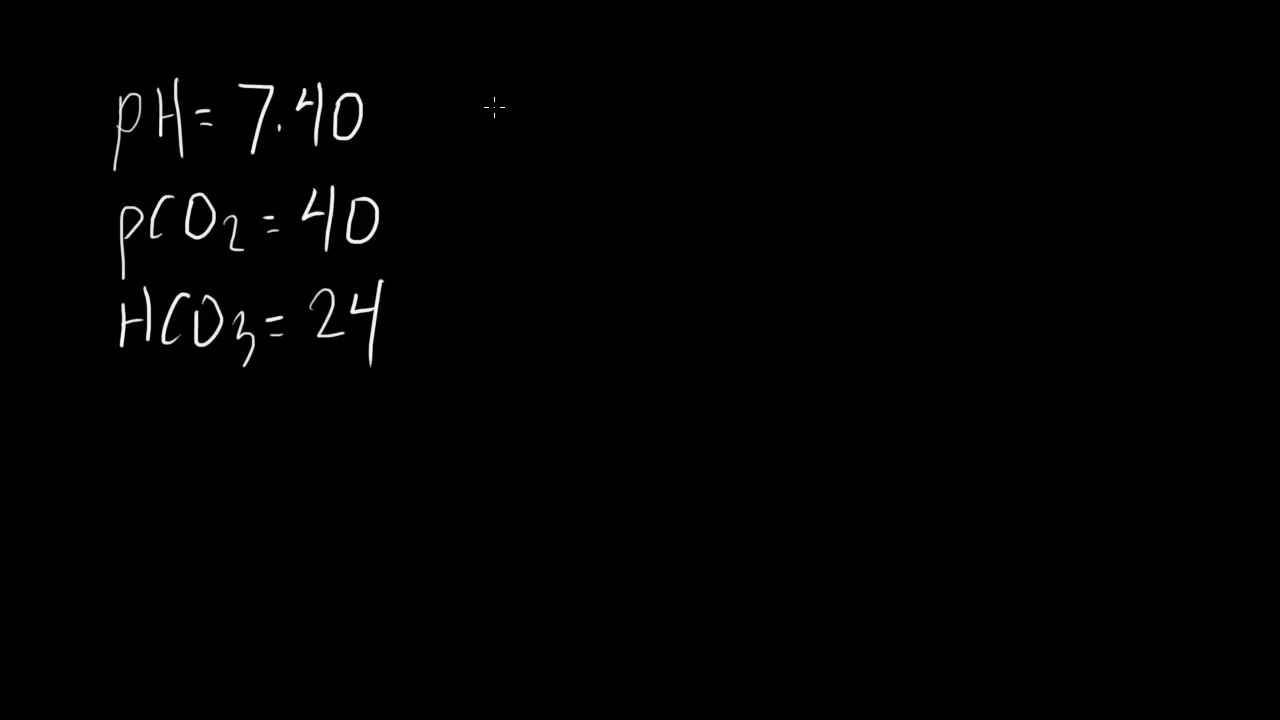 pH = 7.40
pCO2 = 40
HCO3 = 24